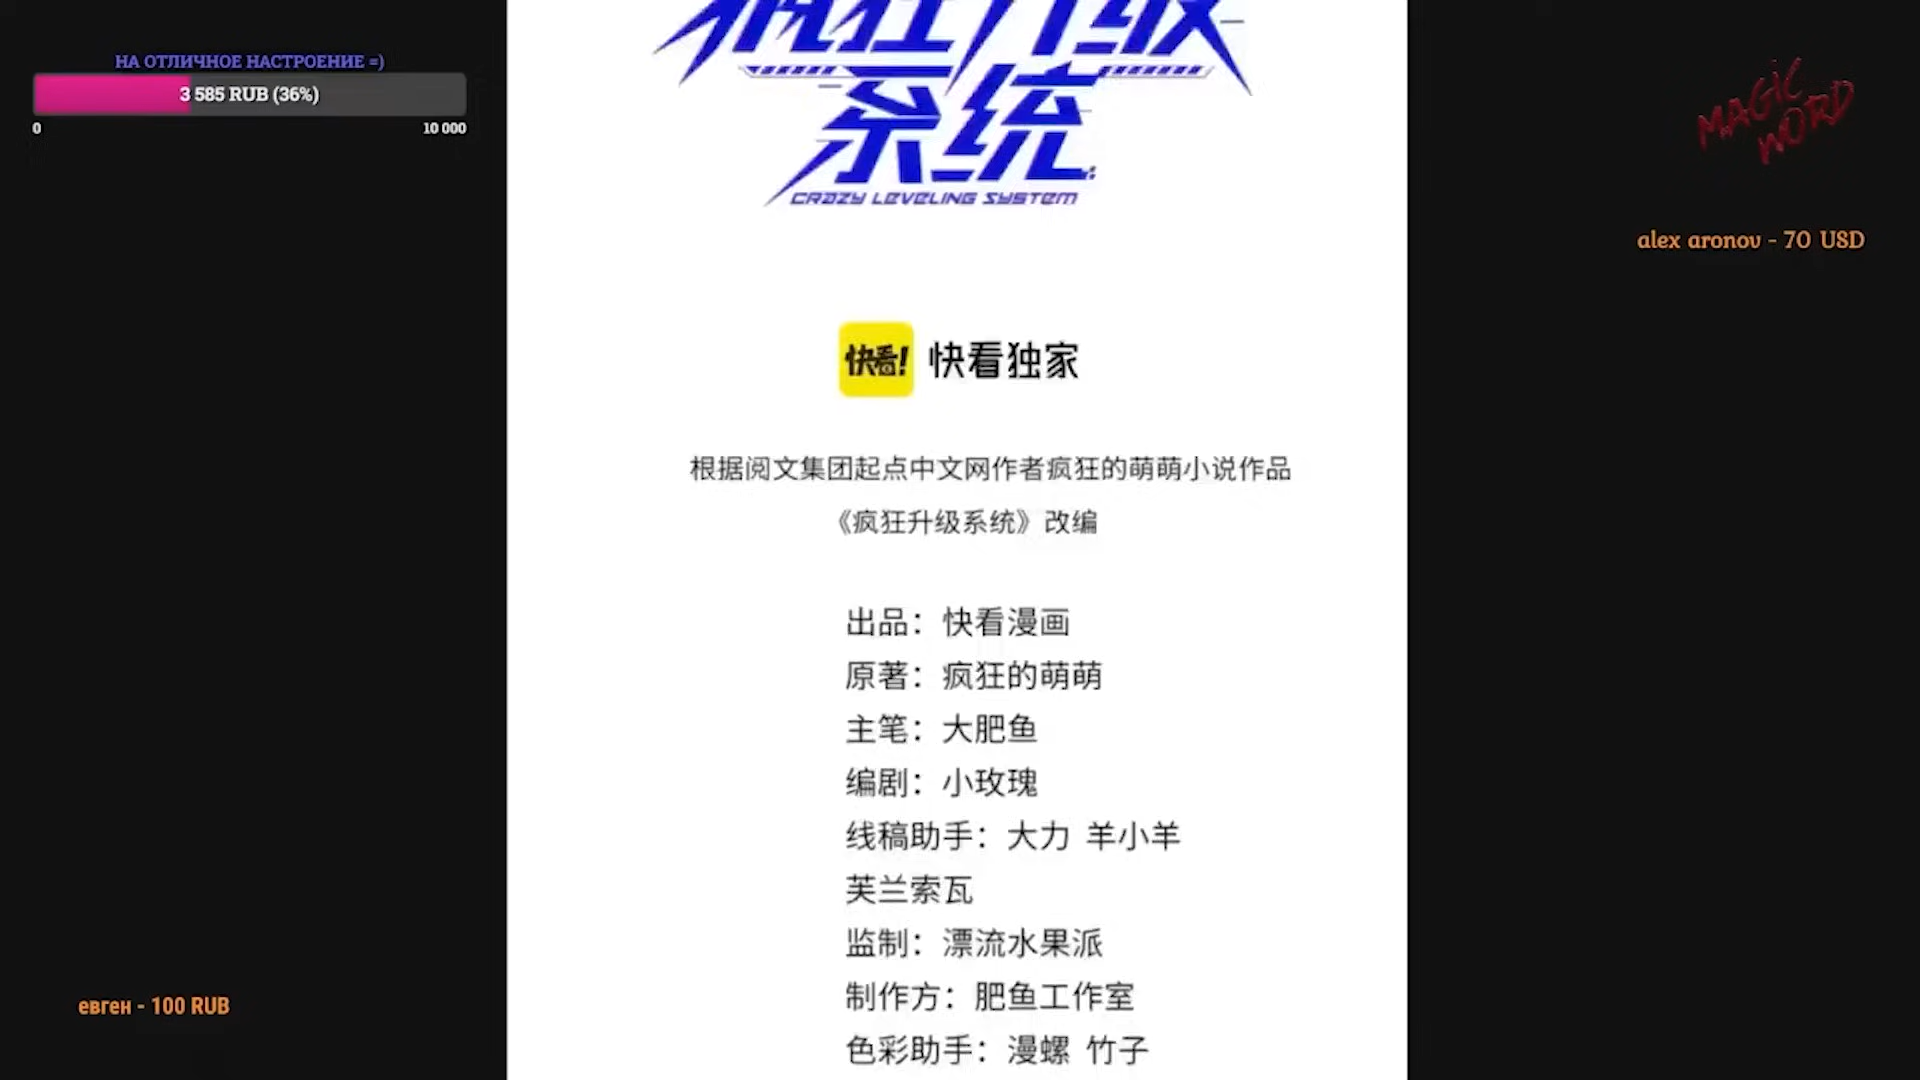 疯狂升级
系统
CRAZY LEVELING SYSTEM
НА ОТЛИЧНОЕ НАСТРОЕНИЕ =)
3 585 RUB (36%)
0
10 000
MAGIC
WORD
alex aronov - 70 USD
快看! 快看独家
根据阅文集团起点中文网作者疯狂的萌萌小说作品
《疯狂升级系统》改编
出品：快看漫画
原著：疯狂的萌萌
主笔：大肥鱼
编剧：小玫瑰
线稿助手：大力 羊小羊
芙兰索瓦
监制：漂流水果派
制作方：肥鱼工作室
色彩助手：漫螺 竹子
евген - 100 RUB